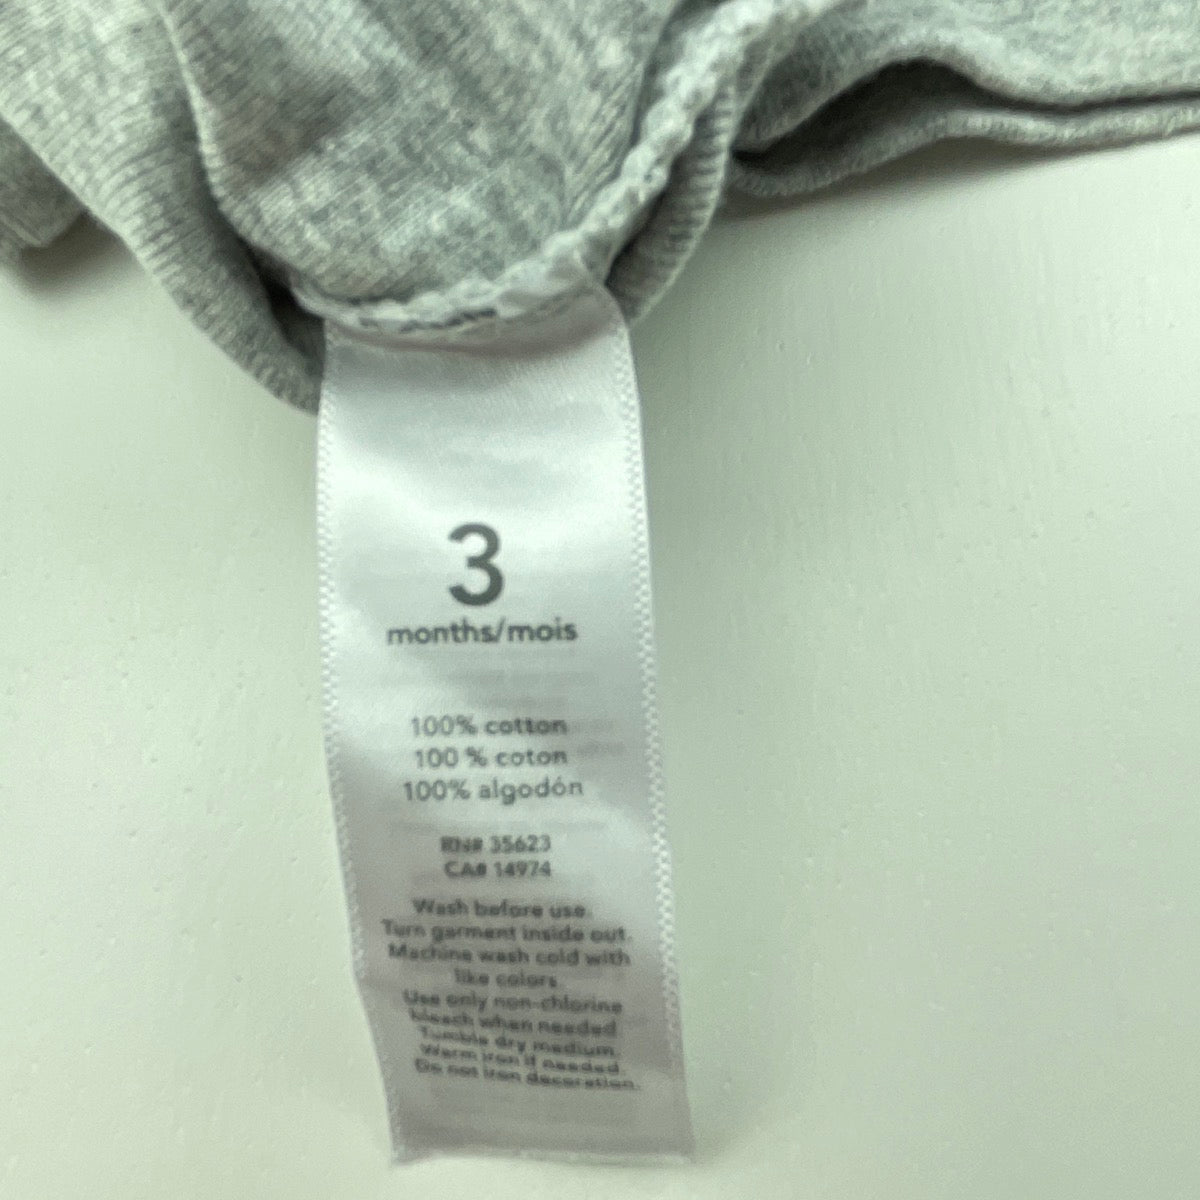 3
months/mois
100% cotton
100 % coton
100% algodón
RN# 35623
CA# 14974
Wash before use.
Turn garment inside out.
Machine wash cold with
like colors.
Use only non-chlorine
bleach when needed
Tumble dry medium.
Warm iron if needed.
Do not iron decoration.